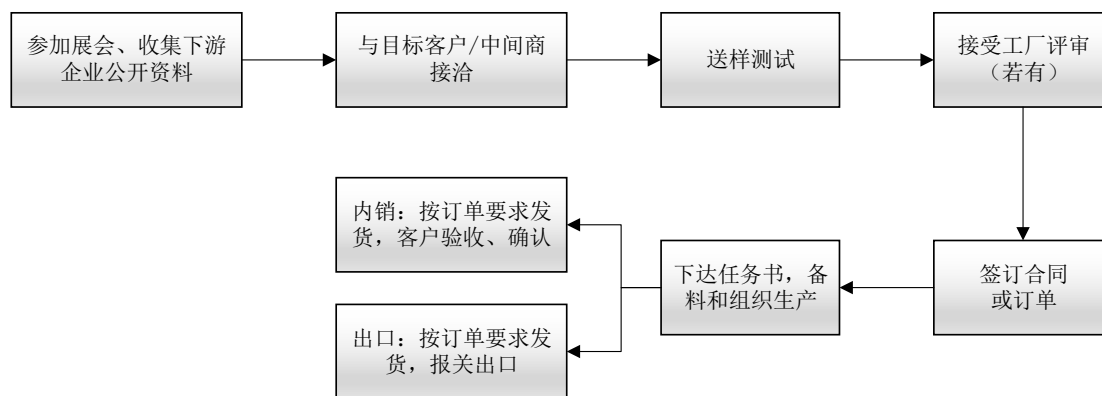 参加展会、收集下游
企业公开资料
与目标客户/中间商
接洽
送样测试
接受工厂评审
（若有）
签订合同
或订单
下达任务书，备
料和组织生产
内销：按订单要求发
货，客户验收、确认
出口：按订单要求发
货，报关出口